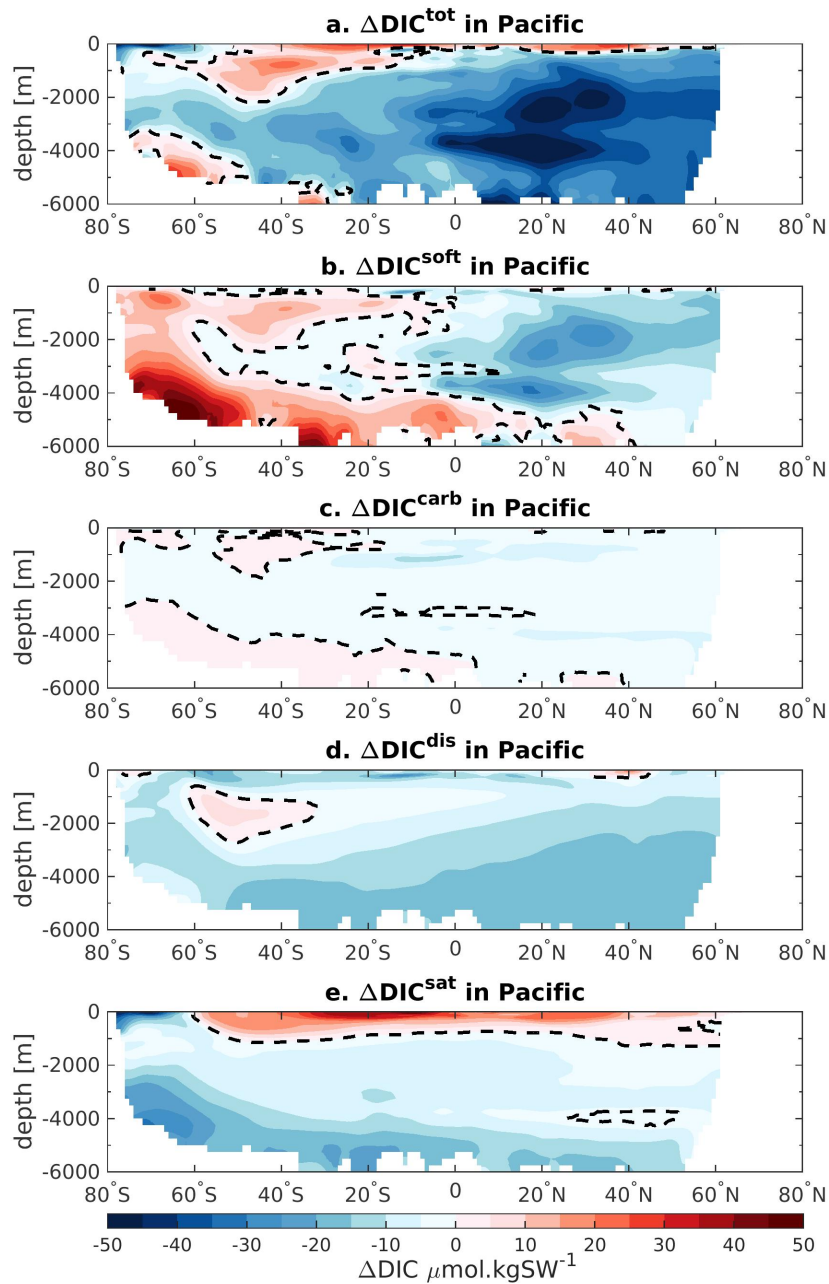 a. ΔDIC^tot in Pacific
0
-2000
-4000
-6000
depth [m]
80°S 60°S 40°S 20°S 0 20°N 40°N 60°N 80°N
b. ΔDIC^soft in Pacific
0
-2000
-4000
-6000
depth [m]
80°S 60°S 40°S 20°S 0 20°N 40°N 60°N 80°N
c. ΔDIC^carb in Pacific
0
-2000
-4000
-6000
depth [m]
80°S 60°S 40°S 20°S 0 20°N 40°N 60°N 80°N
d. ΔDIC^dis in Pacific
0
-2000
-4000
-6000
depth [m]
80°S 60°S 40°S 20°S 0 20°N 40°N 60°N 80°N
e. ΔDIC^sat in Pacific
0
-2000
-4000
-6000
depth [m]
80°S 60°S 40°S 20°S 0 20°N 40°N 60°N 80°N
-50 -40 -30 -20 -10 0 10 20 30 40 50
ΔDIC μmol.kgSW^-1